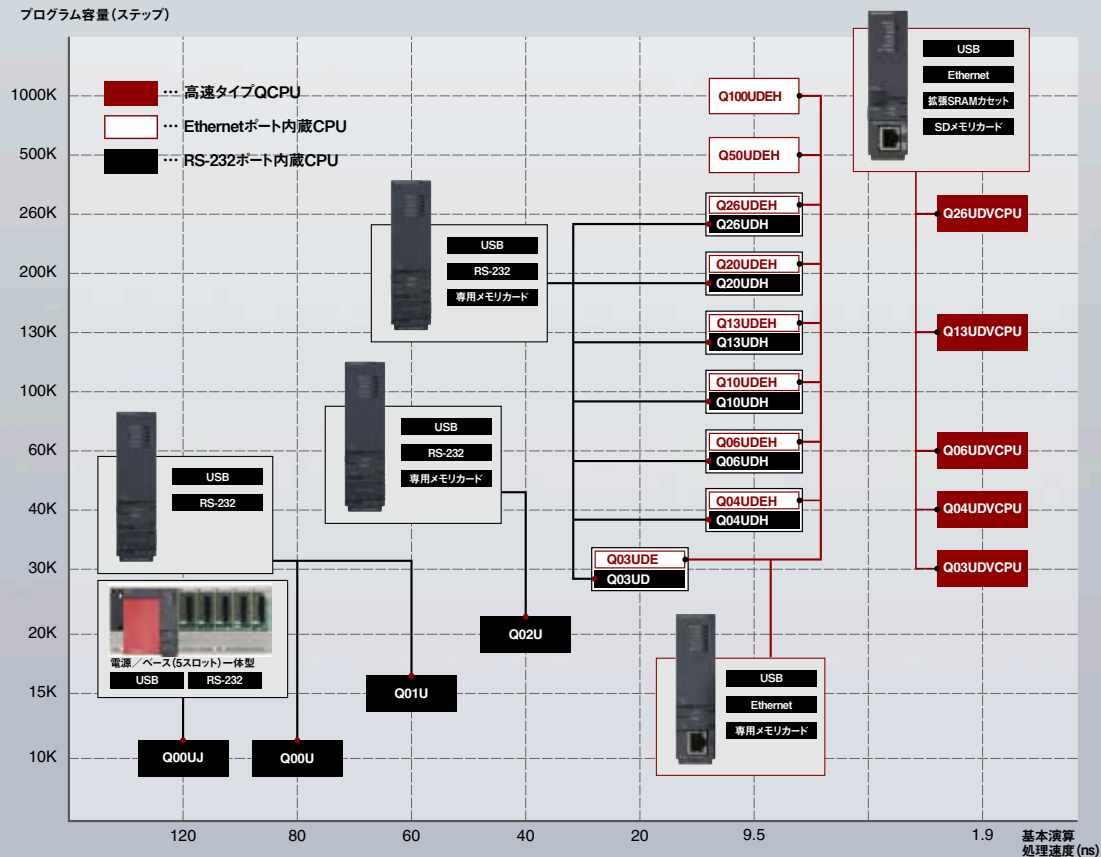 プログラム容量(ステップ)
1000K
500K
260K
200K
130K
100K
60K
40K
30K
20K
15K
10K
… 高速タイプQCPU
… Ethernetポート内蔵CPU
… RS-232ポート内蔵CPU
USB
Ethernet
拡張SRAMカセット
SDメモリカード
Q100UDEH
Q50UDEH
Q26UDEH
Q26UDH
Q20UDEH
Q20UDH
Q13UDEH
Q13UDH
Q10UDEH
Q10UDH
Q06UDEH
Q06UDH
Q04UDEH
Q04UDH
Q03UDE
Q03UD
Q26UDVCPU
Q13UDVCPU
Q06UDVCPU
Q04UDVCPU
Q03UDVCPU
USB
RS-232
専用メモリカード
USB
RS-232
専用メモリカード
USB
RS-232
電源/ベース(5スロット)一体型
USB
RS-232
Q02U
Q01U
Q00UJ
Q00U
USB
Ethernet
専用メモリカード
120
80
60
40
20
9.5
1.9
基本演算
処理速度(ns)